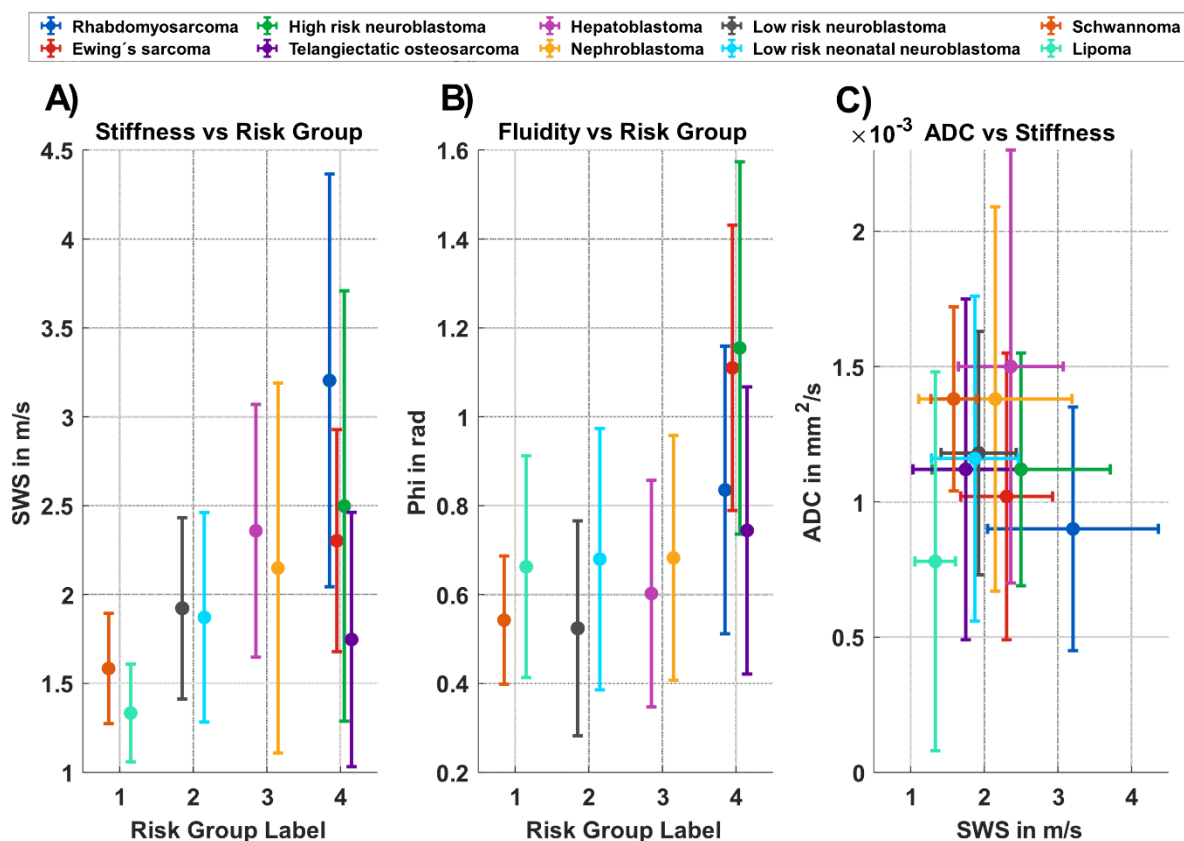 Rhabdomyosarcoma High risk neuroblastoma Hepatoblastoma Low risk neuroblastoma Schwannoma
Ewing´s sarcoma Telangiectatic osteosarcoma Nephroblastoma Low risk neonatal neuroblastoma Lipoma
A)
Stiffness vs Risk Group
4.5
4
3.5
3
2.5
2
1.5
1
SWS in m/s
1 2 3 4
Risk Group Label
B)
Fluidity vs Risk Group
1.6
1.4
1.2
1
0.8
0.6
0.4
0.2
Phi in rad
1 2 3 4
Risk Group Label
C)
×10⁻³ ADC vs Stiffness
2
1.5
1
0.5
0
ADC in mm²/s
1 2 3 4
SWS in m/s